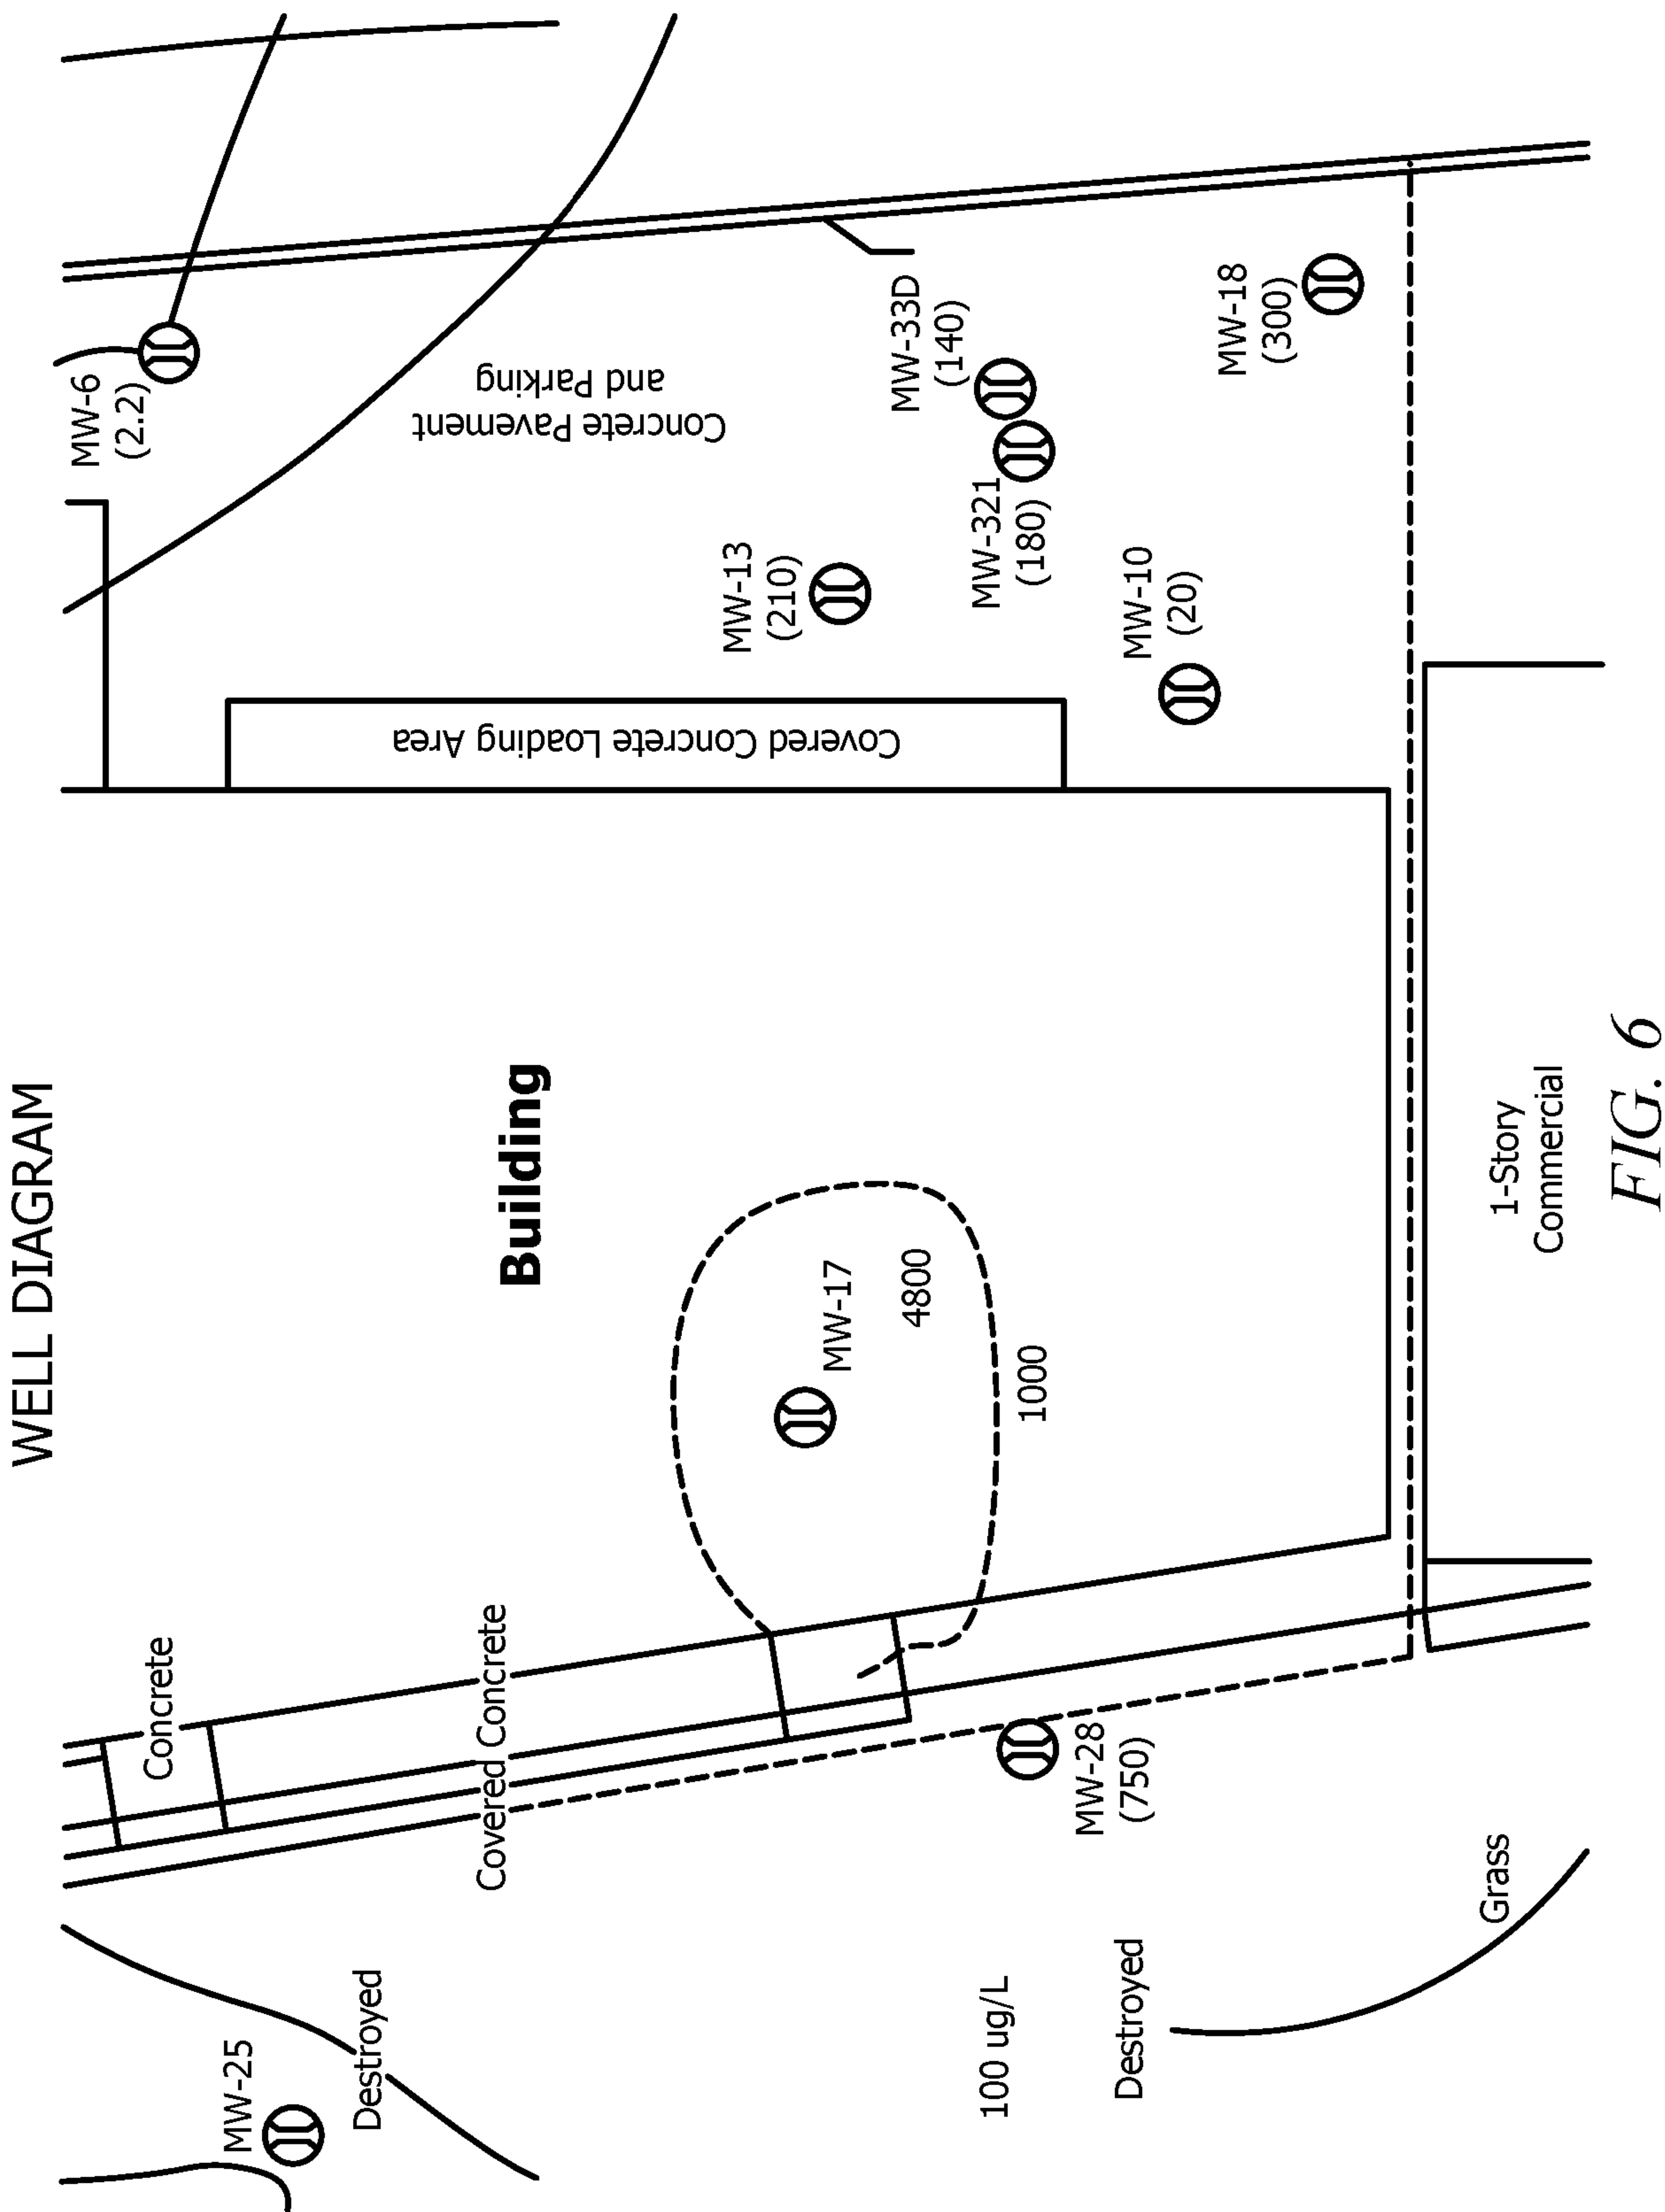 WELL DIAGRAM
MW-25
Destroyed
Concrete
Covered Concrete
Building
MW-6
(2.2)
Concrete Pavement
and Parking
Covered Concrete Loading Area
MW-13
(210)
MW-33D
(140)
MW-321
(180)
MW-10
(20)
MW-18
(300)
MW-17
4800
1000
MW-28
(750)
100 ug/L
Destroyed
Grass
1-Story
Commercial
FIG. 6